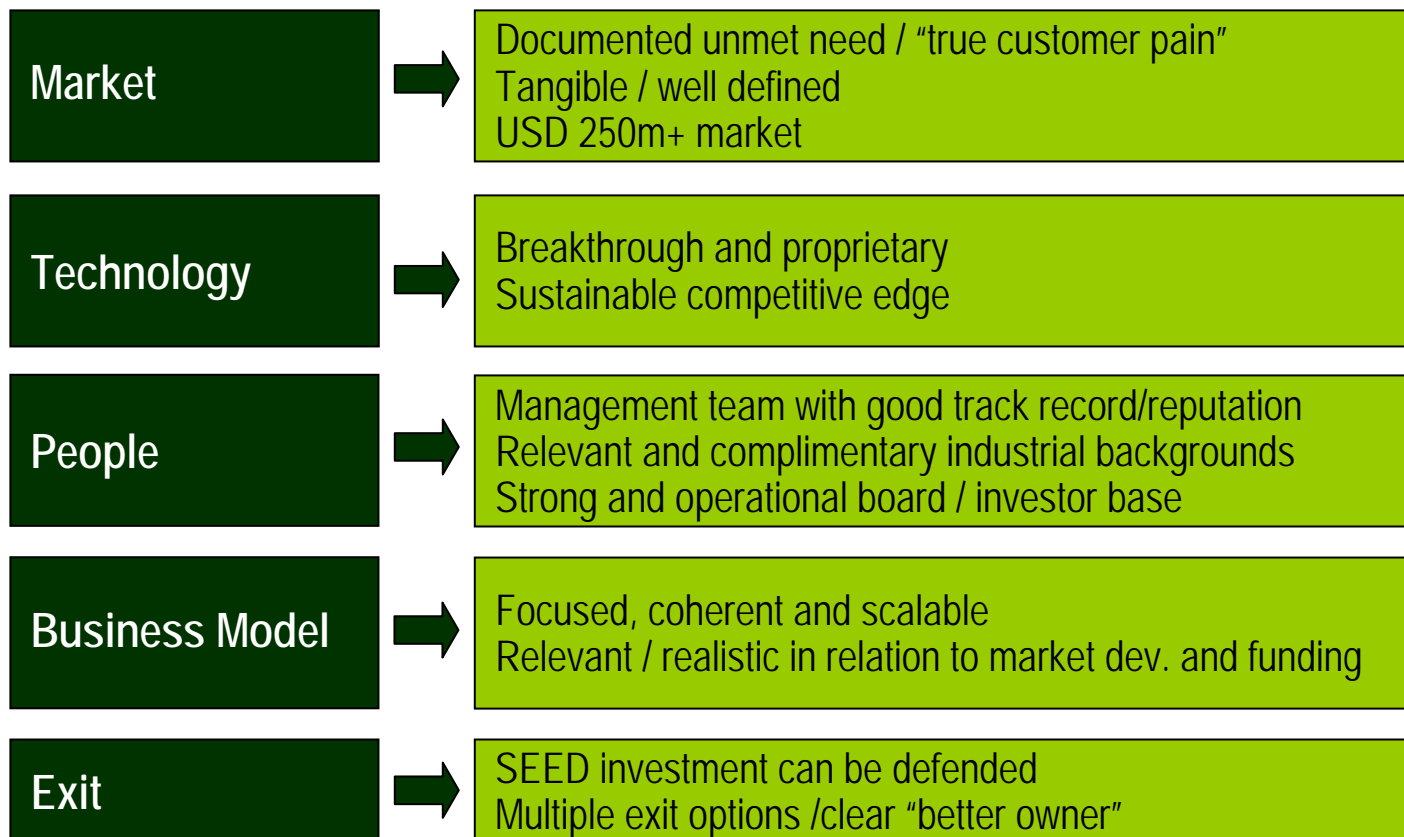 Market
Documented unmet need / “true customer pain”
Tangible / well defined
USD 250m+ market
Technology
Breakthrough and proprietary
Sustainable competitive edge
People
Management team with good track record/reputation
Relevant and complimentary industrial backgrounds
Strong and operational board / investor base
Business Model
Focused, coherent and scalable
Relevant / realistic in relation to market dev. and funding
Exit
SEED investment can be defended
Multiple exit options /clear “better owner”